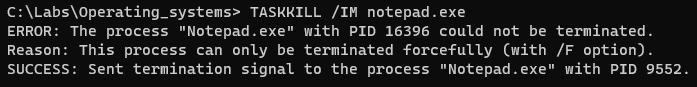 C:\Labs\Operating_systems> TASKKILL /IM notepad.exe
ERROR: The process "Notepad.exe" with PID 16396 could not be terminated.
Reason: This process can only be terminated forcefully (with /F option).
SUCCESS: Sent termination signal to the process "Notepad.exe" with PID 9552.